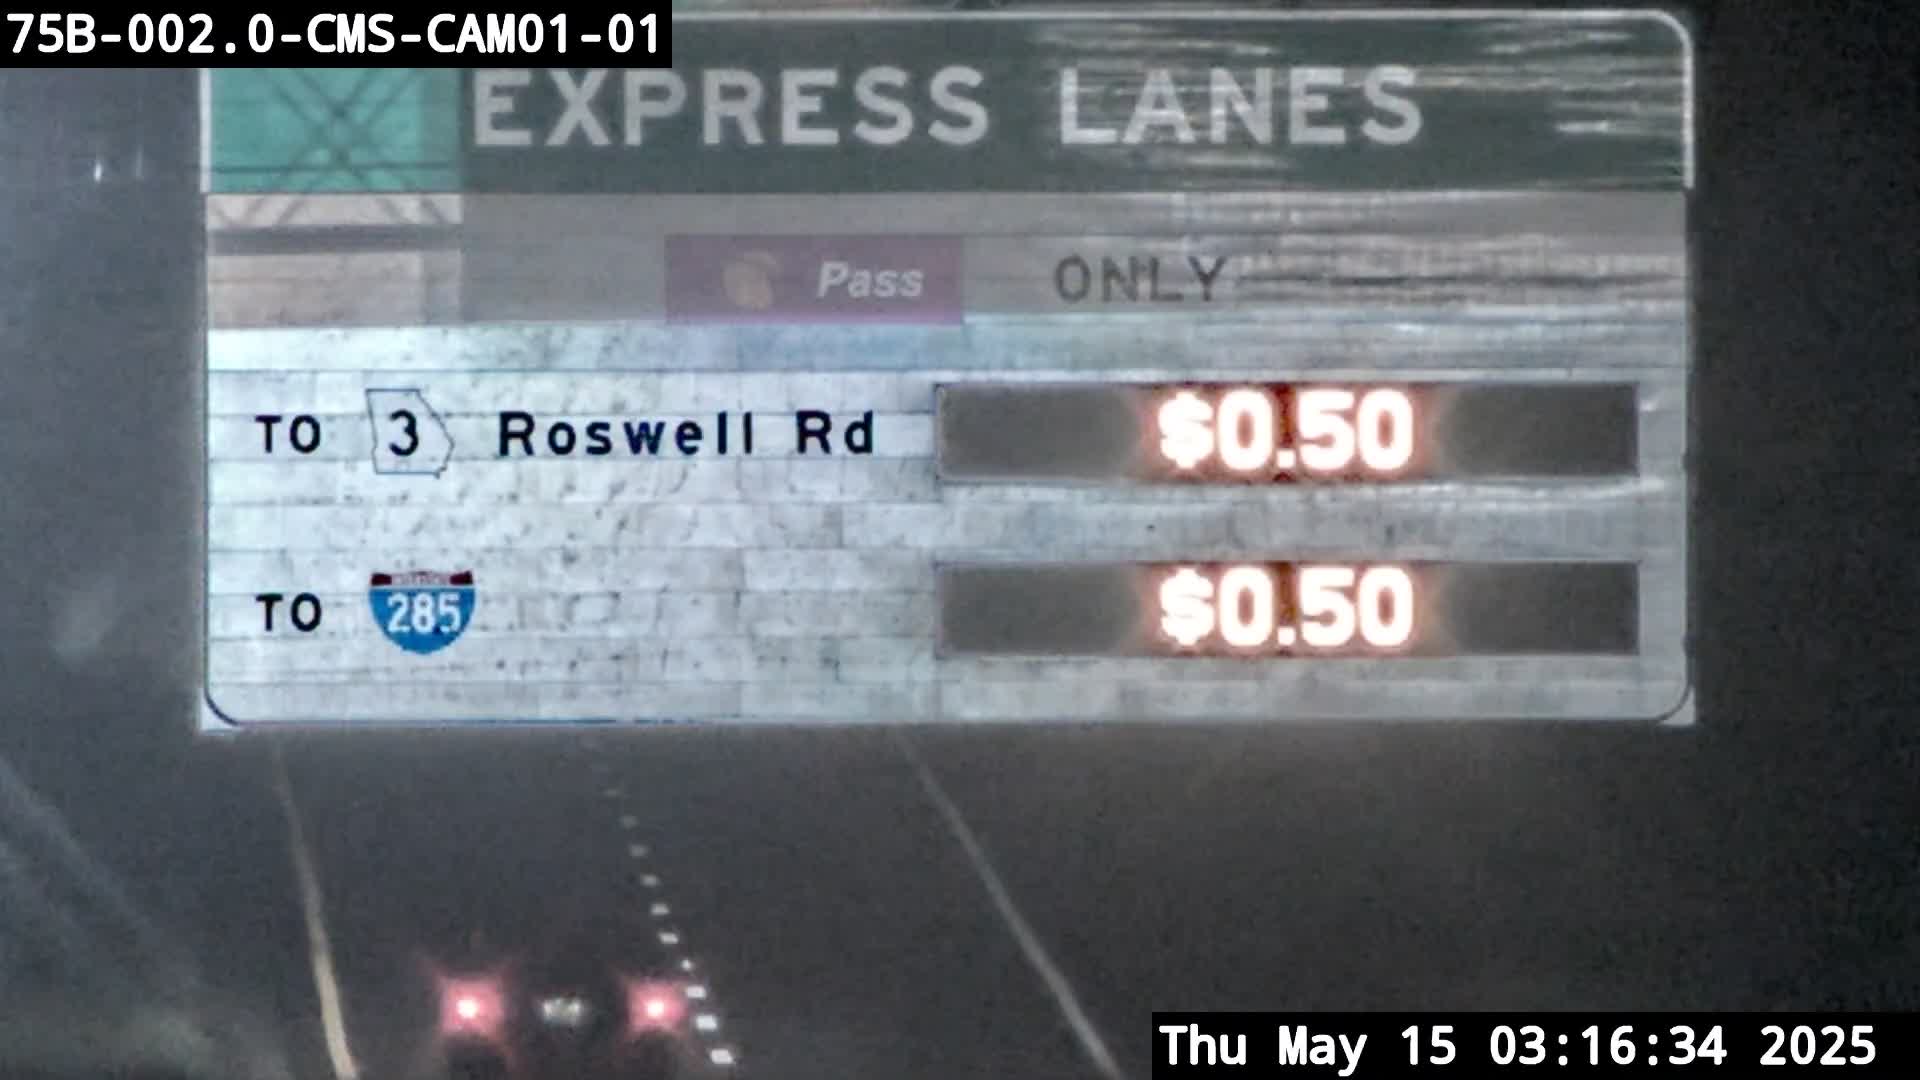 75B-002.0-CMS-CAM01-01
EXPRESS LANES
Pass ONLY
TO 3 Roswell Rd $0.50
TO 285 $0.50
Thu May 15 03:16:34 2025